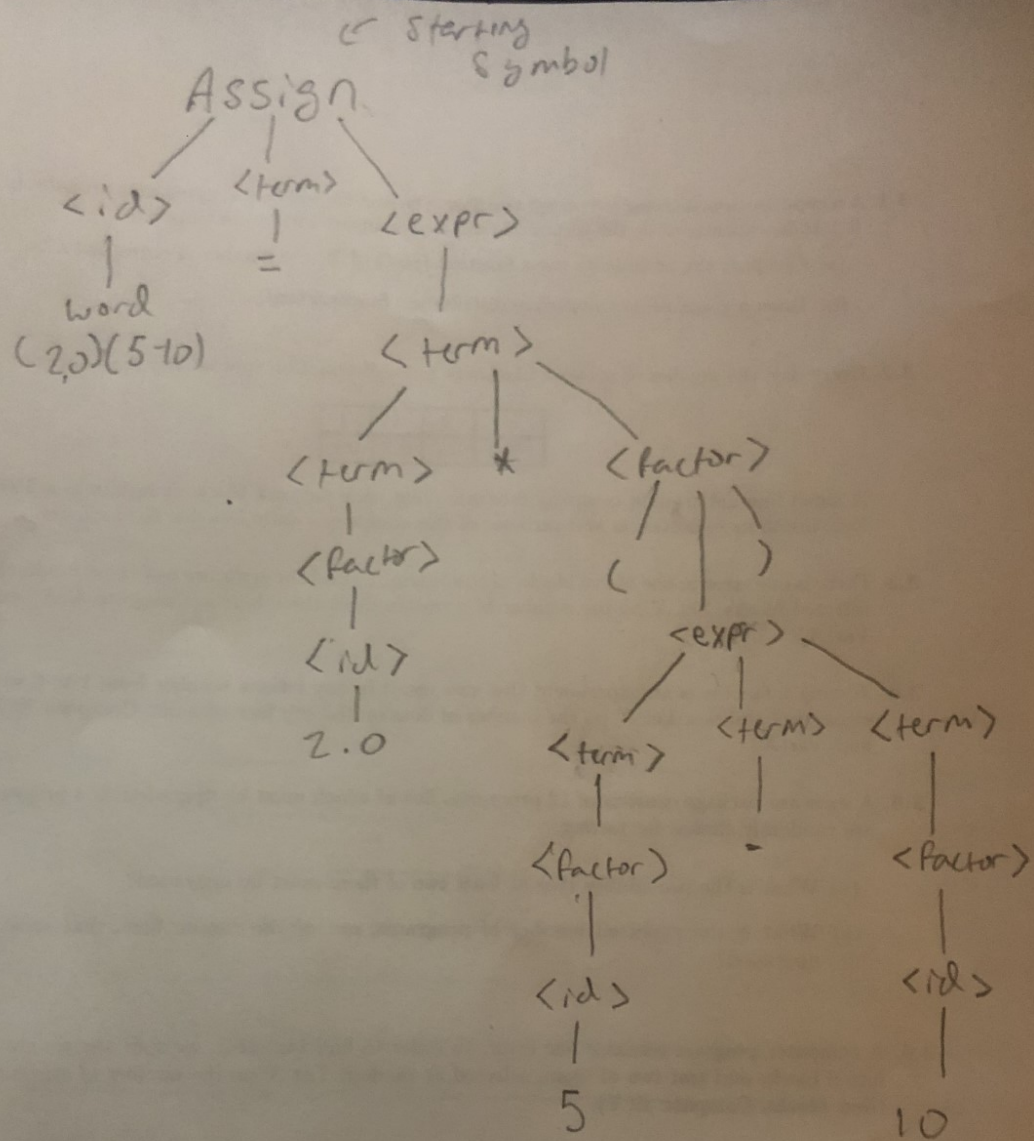 ← Starting
Symbol
Assign
<id> <term> <expr>
word =
(2,0)(5-10)
<term>
<term> * <factor>
<factor> ( )
<id> <expr>
2.0 <term> <term> <term>
<factor> - <factor>
<id> <id>
5 10